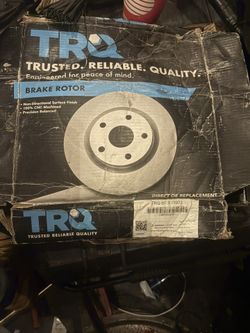 TRQ
TRUSTED. RELIABLE. QUALITY.
Engineered for peace of mind.
BRAKE ROTOR
• Non-Directional Surface Finish
• 100% CNC Machined
• Precision Balanced
DIRECT OE REPLACEMENT
TRQ
TRUSTED RELIABLE QUALITY